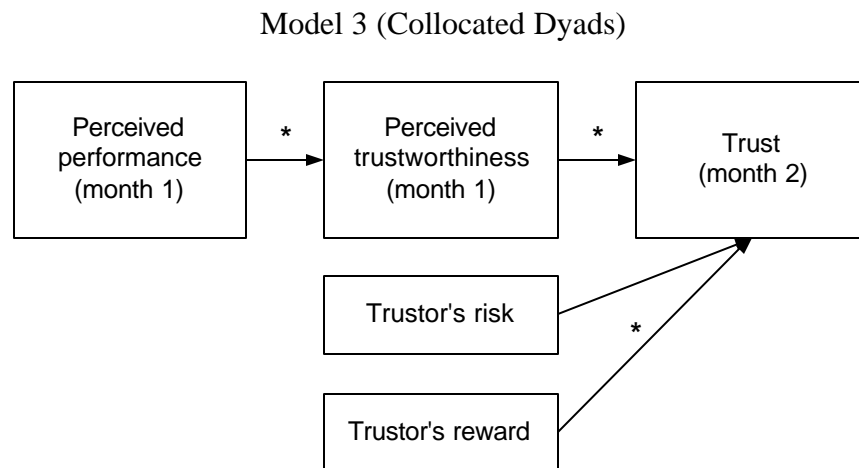 Model 3 (Collocated Dyads)
Perceived
performance
(month 1)
*
Perceived
trustworthiness
(month 1)
*
Trust
(month 2)
Trustor's risk
*
Trustor's reward